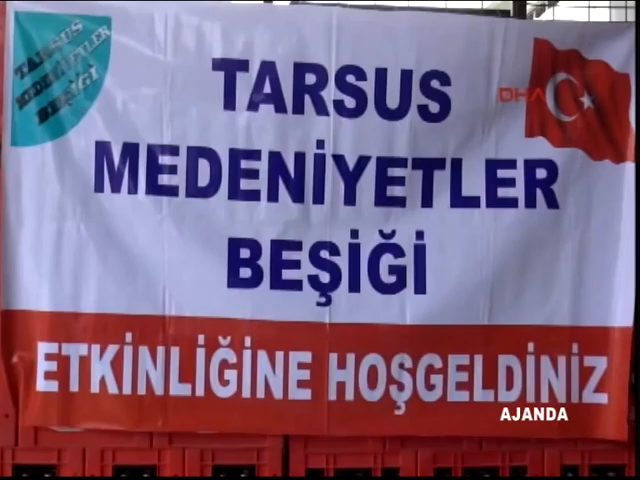 TARSUS
MEDENİYETLER
BEŞİĞİ
TARSUS
MEDENİYETLER
BEŞİĞİ
DHA
ETKİNLİĞİNE HOŞGELDİNİZ
AJANDA